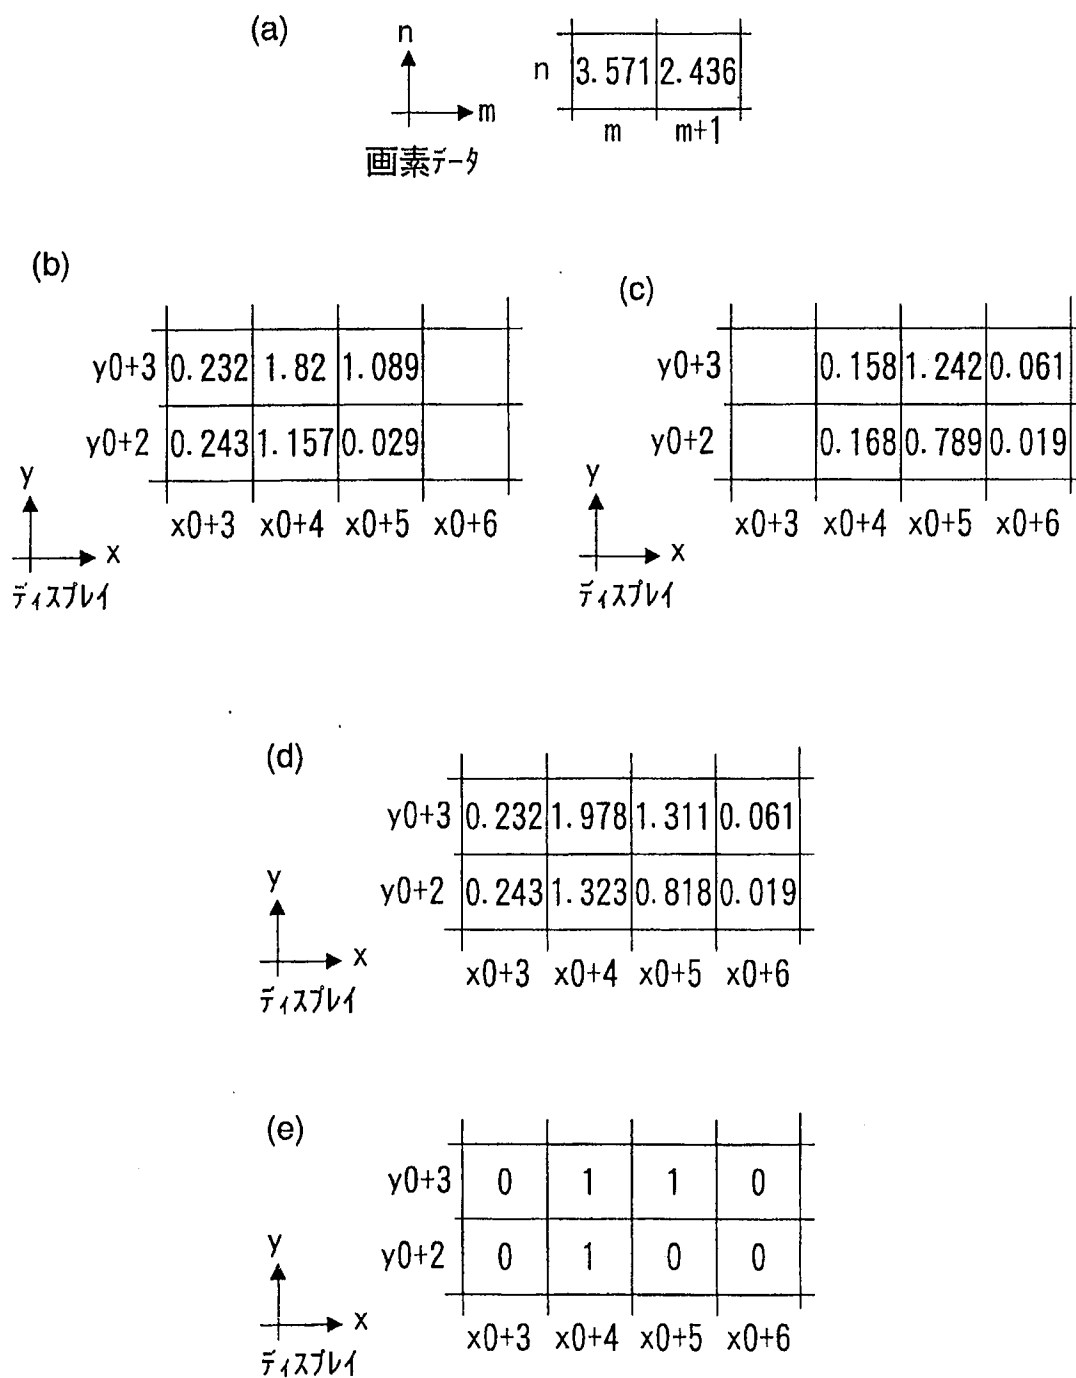 (a)
n
m
画素データ
n 3.571 2.436
m m+1
(b)
y0+3 0.232 1.82 1.089
y0+2 0.243 1.157 0.029
x0+3 x0+4 x0+5 x0+6
y
x
ディスプレイ
(c)
y0+3 0.158 1.242 0.061
y0+2 0.168 0.789 0.019
x0+3 x0+4 x0+5 x0+6
y
x
ディスプレイ
(d)
y0+3 0.232 1.978 1.311 0.061
y0+2 0.243 1.323 0.818 0.019
x0+3 x0+4 x0+5 x0+6
y
x
ディスプレイ
(e)
y0+3 0 1 1 0
y0+2 0 1 0 0
x0+3 x0+4 x0+5 x0+6
y
x
ディスプレイ